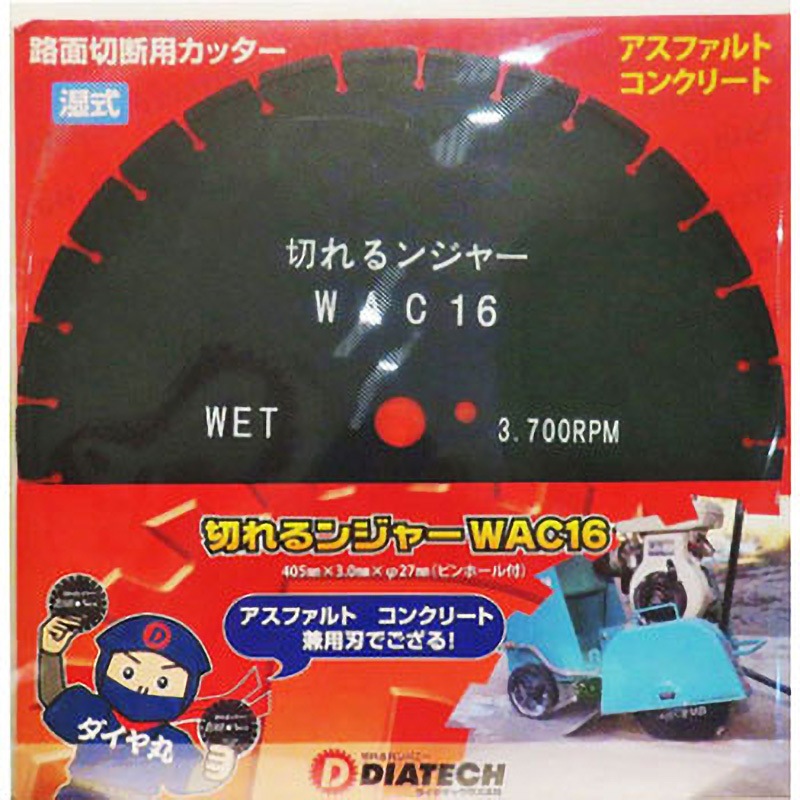 路面切断用カッター
湿式
アスファルト
コンクリート
切れるンジャー
WAC16
WET
3.700RPM
切れるンジャーWAC16
405㎜×3.0㎜×φ27㎜(ピンホール付)
アスファルト コンクリート
兼用刃でござる!
D
ダイヤ丸
D DIATECH